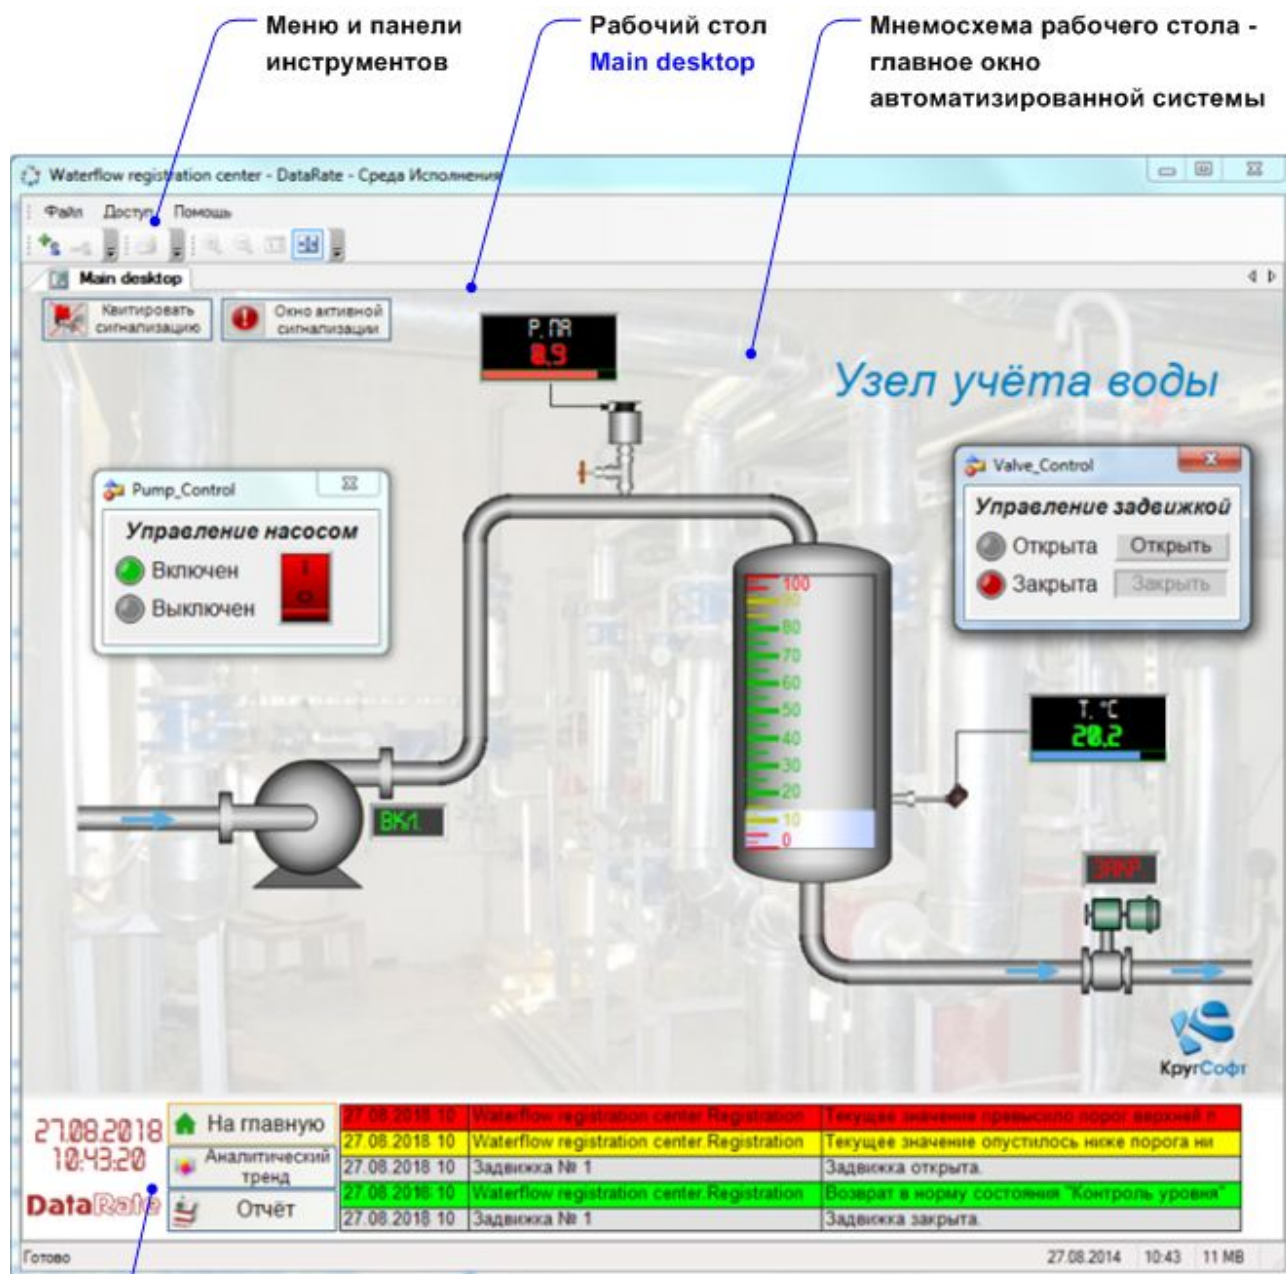 Меню и панели
инструментов
Рабочий стол
Main desktop
Мнемосхема рабочего стола -
главное окно
автоматизированной системы
Waterflow registration center - DataRate - Среда Исполнения
Файл Доступ Помощь
Main desktop
Квитировать
сигнализацию
Окно активной
сигнализации
Р. ПА
0,9
Узел учёта воды
Pump_Control
Управление насосом
Включен
Выключен
I
O
Valve_Control
Управление задвижкой
Открыта Открыть
Закрыта Закрыть
100
90
80
70
60
50
40
30
20
10
0
Т. °С
20,2
ВКЛ.
ЗАКР
КругСофт
27.08.2018
10:43:20
DataRate
На главную
Аналитический
тренд
Отчёт
27.08.2018 10 Waterflow registration center.Registration Текущее значение превысило порог верхней п
27.08.2018 10 Waterflow registration center.Registration Текущее значение опустилось ниже порога ни
27.08.2018 10 Задвижка № 1 Задвижка открыта.
27.08.2018 10 Waterflow registration center.Registration Возврат в норму состояния "Контроль уровня"
27.08.2018 10 Задвижка № 1 Задвижка закрыта.
Готово 27.08.2014 10:43 11 MB